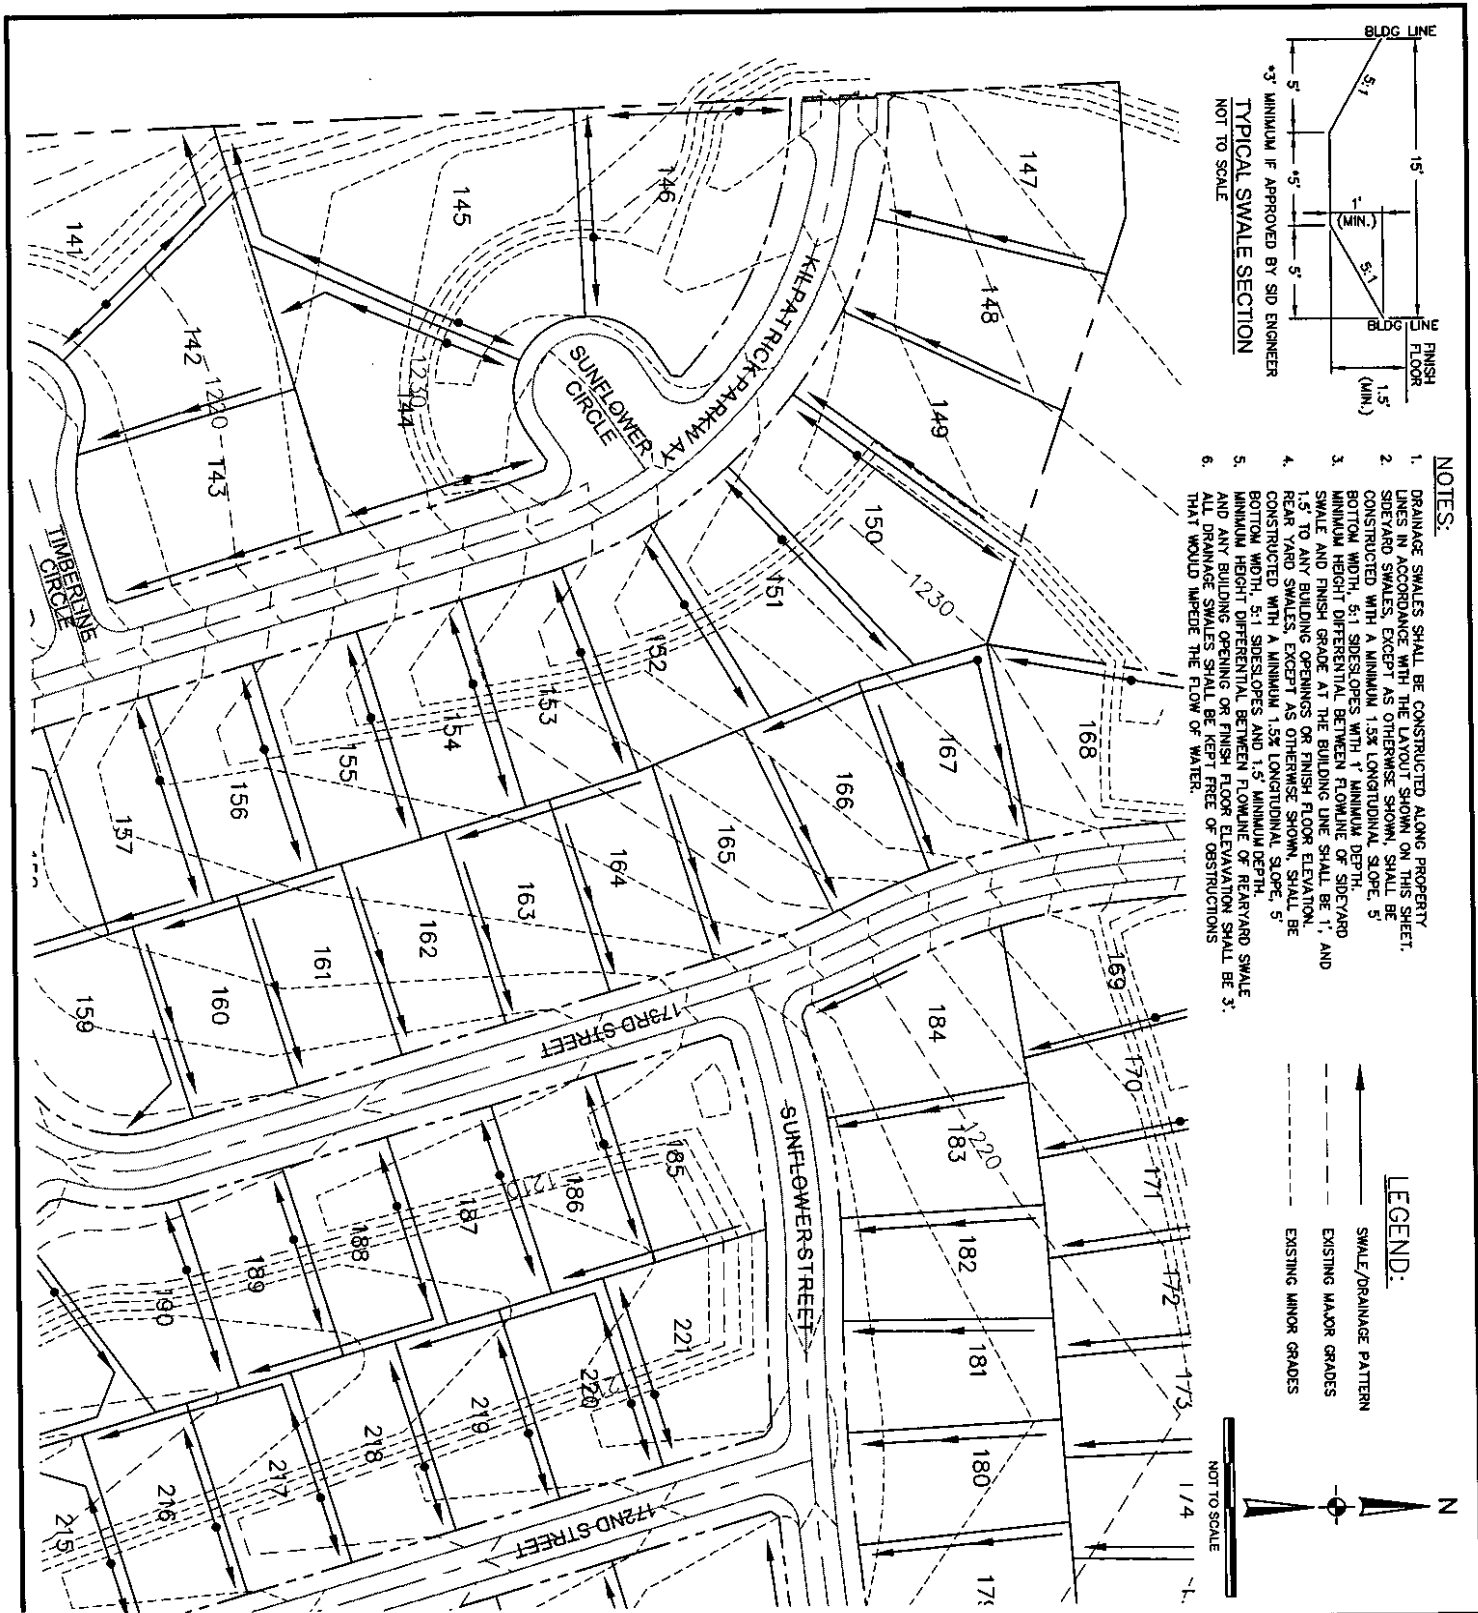 BLDG LINE
15'
BLDG LINE
FINISH
FLOOR
5:1
1'
(MIN.)
5:1
1.5'
(MIN.)
5'
*5'
5'
*3' MINIMUM IF APPROVED BY SID ENGINEER
TYPICAL SWALE SECTION
NOT TO SCALE
NOTES:
1. DRAINAGE SWALES SHALL BE CONSTRUCTED ALONG PROPERTY
LINES IN ACCORDANCE WITH THE LAYOUT SHOWN ON THIS SHEET.
2. SIDEYARD SWALES, EXCEPT AS OTHERWISE SHOWN, SHALL BE
CONSTRUCTED WITH A MINIMUM 1.5% LONGITUDINAL SLOPE, 5'
BOTTOM WIDTH, 5:1 SIDESLOPES WITH 1' MINIMUM DEPTH.
3. MINIMUM HEIGHT DIFFERENTIAL BETWEEN FLOWLINE OF SIDEYARD
SWALE AND FINISH GRADE AT THE BUILDING LINE SHALL BE 1', AND
1.5' TO ANY BUILDING OPENINGS OR FINISH FLOOR ELEVATION.
4. REAR YARD SWALES, EXCEPT AS OTHERWISE SHOWN, SHALL BE
CONSTRUCTED WITH A MINIMUM 1.5% LONGITUDINAL SLOPE, 5'
BOTTOM WIDTH, 5:1 SIDESLOPES AND 1.5' MINIMUM DEPTH.
5. MINIMUM HEIGHT DIFFERENTIAL BETWEEN FLOWLINE OF REARYARD SWALE
AND ANY BUILDING OPENING OR FINISH FLOOR ELEVATION SHALL BE 3'.
6. ALL DRAINAGE SWALES SHALL BE KEPT FREE OF OBSTRUCTIONS
THAT WOULD IMPEDE THE FLOW OF WATER.
LEGEND:
SWALE/DRAINAGE PATTERN
EXISTING MAJOR GRADES
EXISTING MINOR GRADES
N
NOT TO SCALE
147
148
149
150
1230
168
169
170
171
172
173
174
146
KILPATRICK PARKWAY
151
167
184
183
1220
182
181
180
145
SUNFLOWER
CIRCLE
152
166
SUNFLOWER STREET
1230
144
153
165
185
221
154
164
173RD STREET
186
1210
220
141
142
1220
143
155
163
187
219
172ND STREET
156
162
188
218
157
161
189
217
TIMBERLINE
CIRCLE
160
190
216
159
215